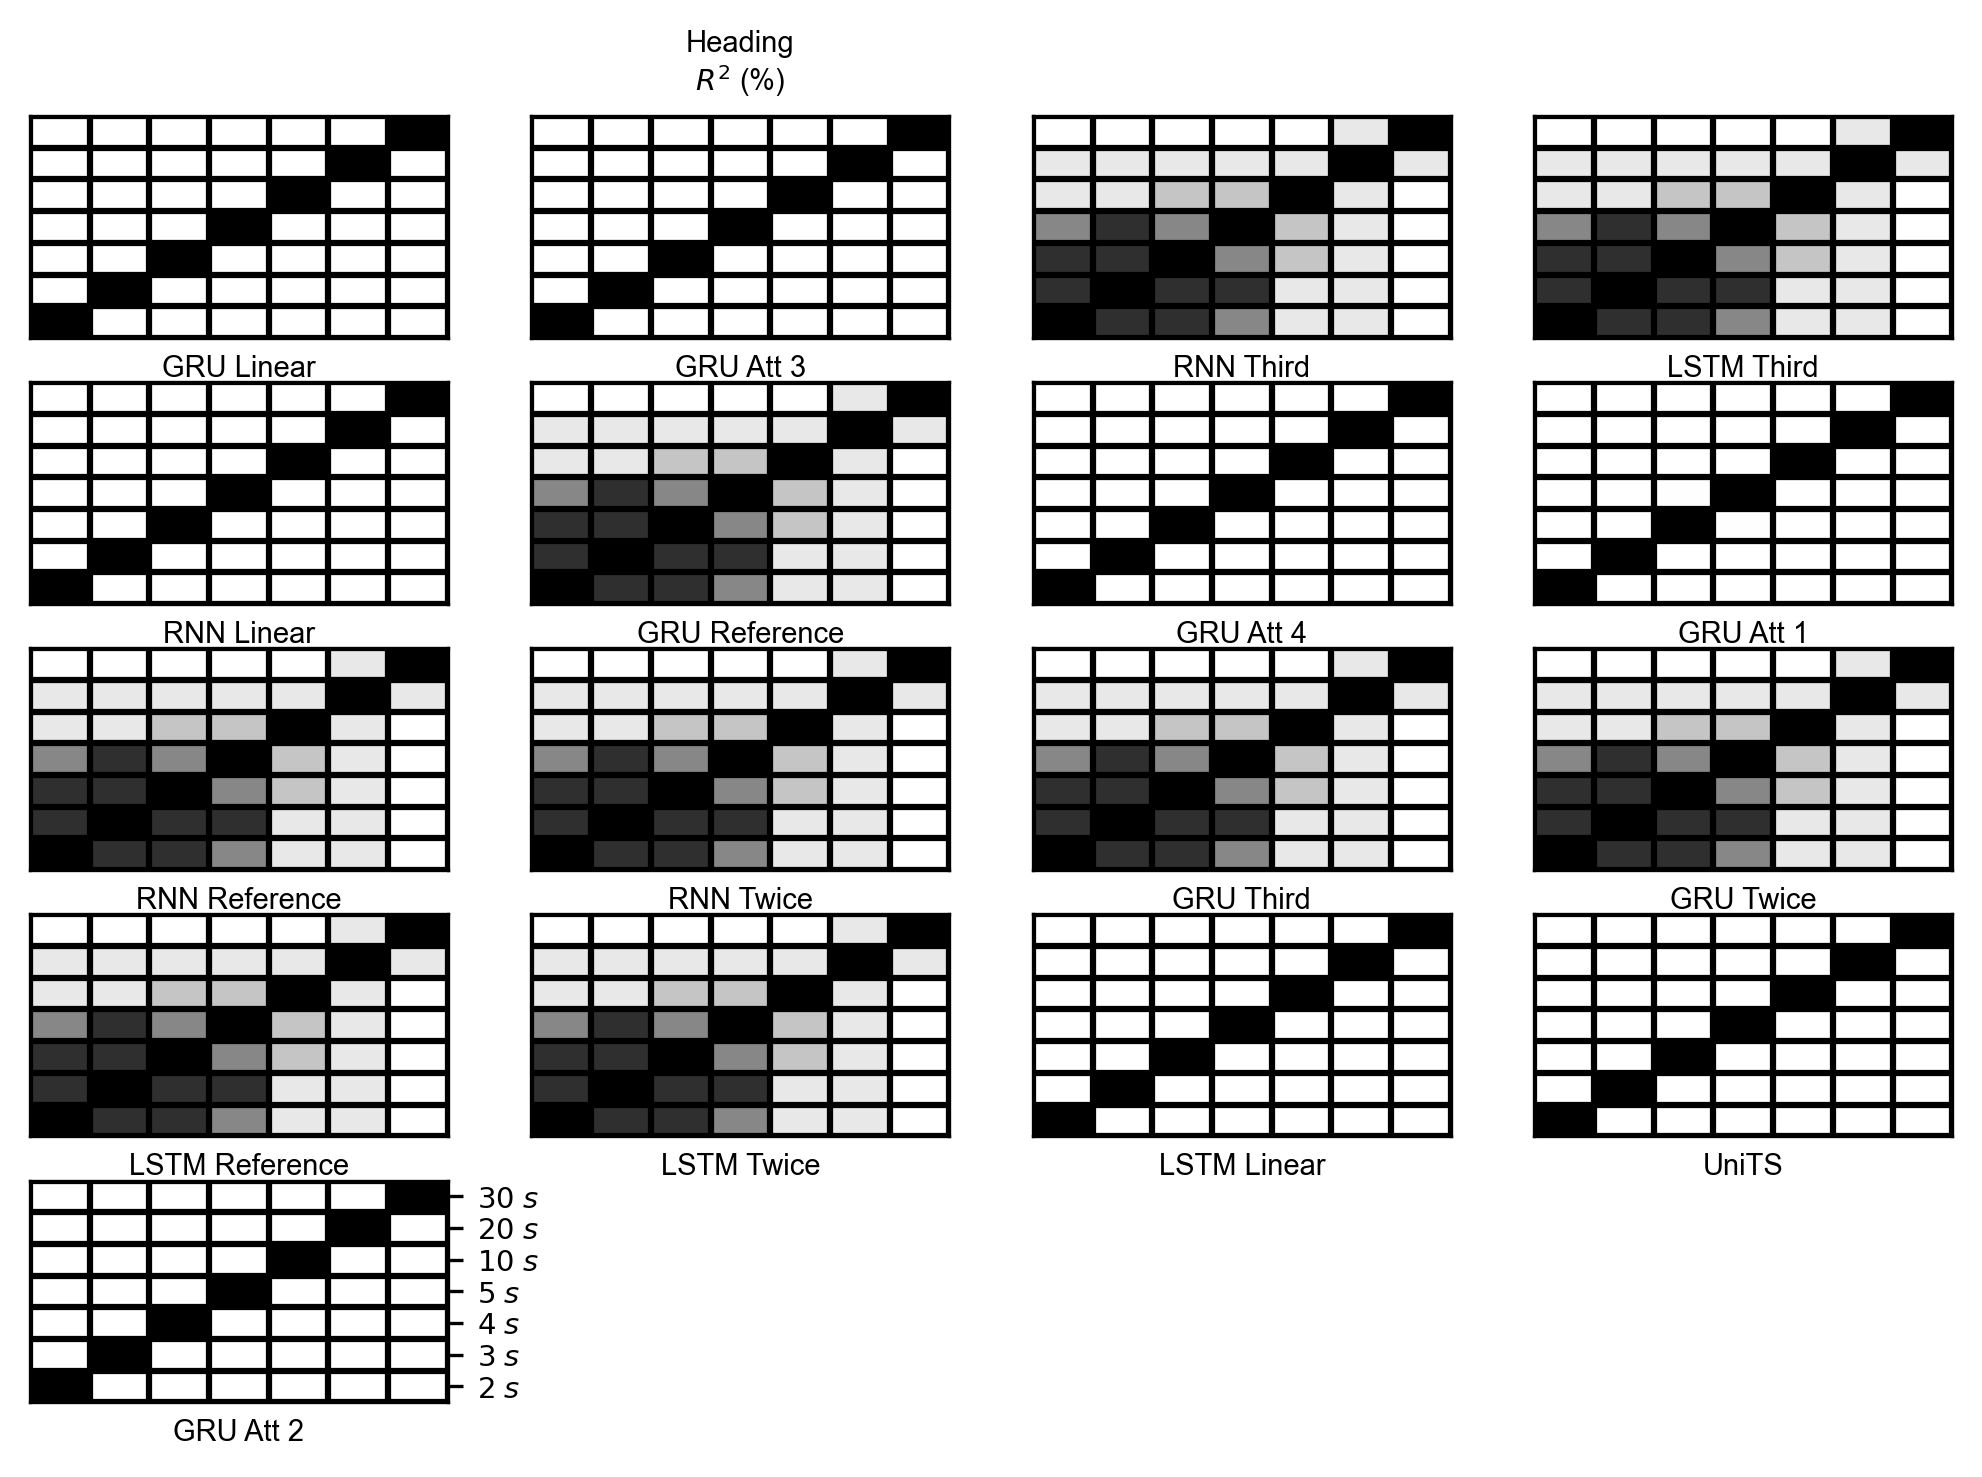 Heading
R² (%)
GRU Linear
GRU Att 3
RNN Third
LSTM Third
RNN Linear
GRU Reference
GRU Att 4
GRU Att 1
RNN Reference
RNN Twice
GRU Third
GRU Twice
LSTM Reference
LSTM Twice
LSTM Linear
UniTS
30 s
20 s
10 s
5 s
4 s
3 s
2 s
GRU Att 2